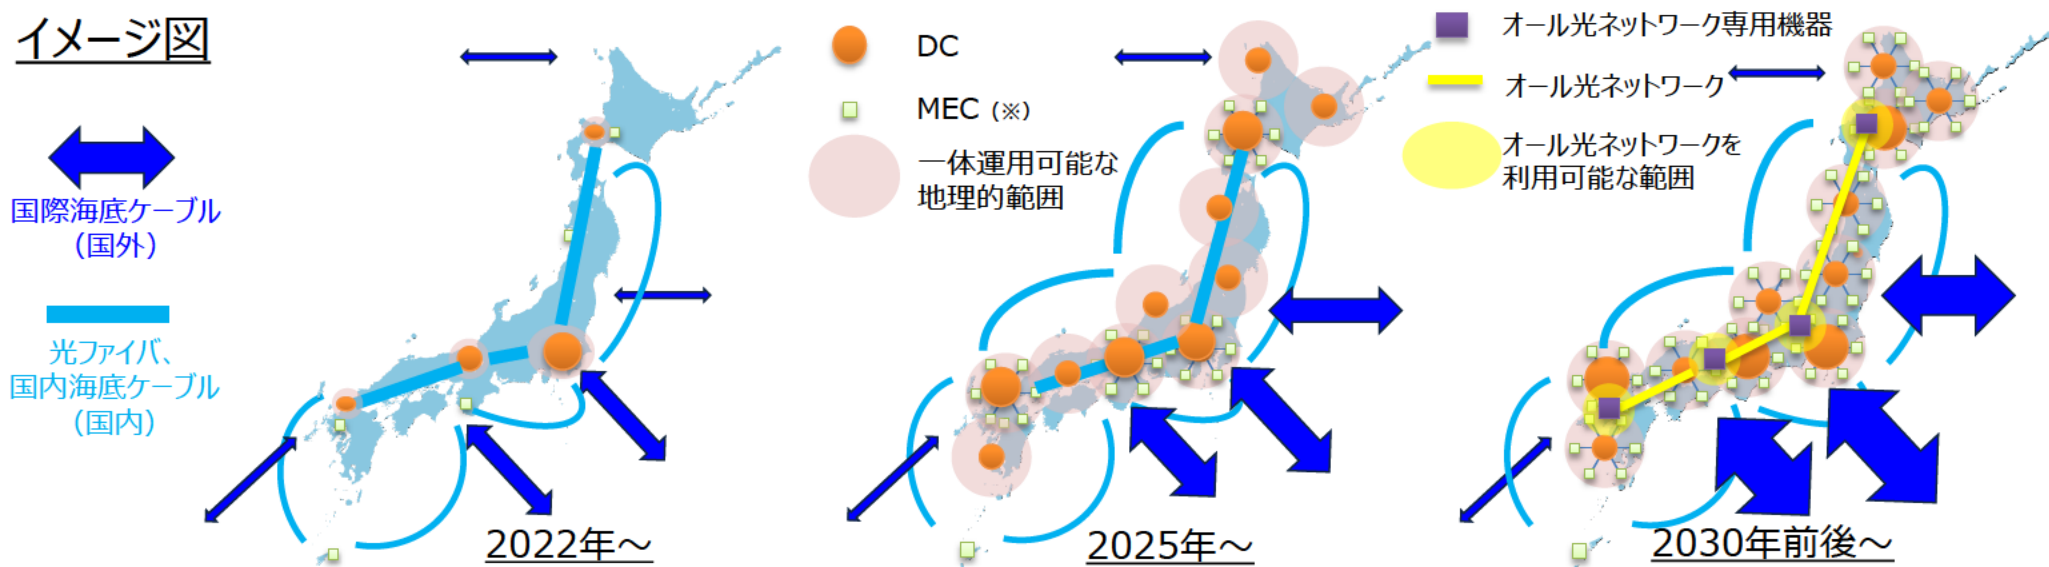 イメージ図
国際海底ケーブル
(国外)
光ファイバ、
国内海底ケーブル
(国内)
2022年～
DC
MEC (※)
一体運用可能な
地理的範囲
2025年～
オール光ネットワーク専用機器
オール光ネットワーク
オール光ネットワークを
利用可能な範囲
2030年前後～